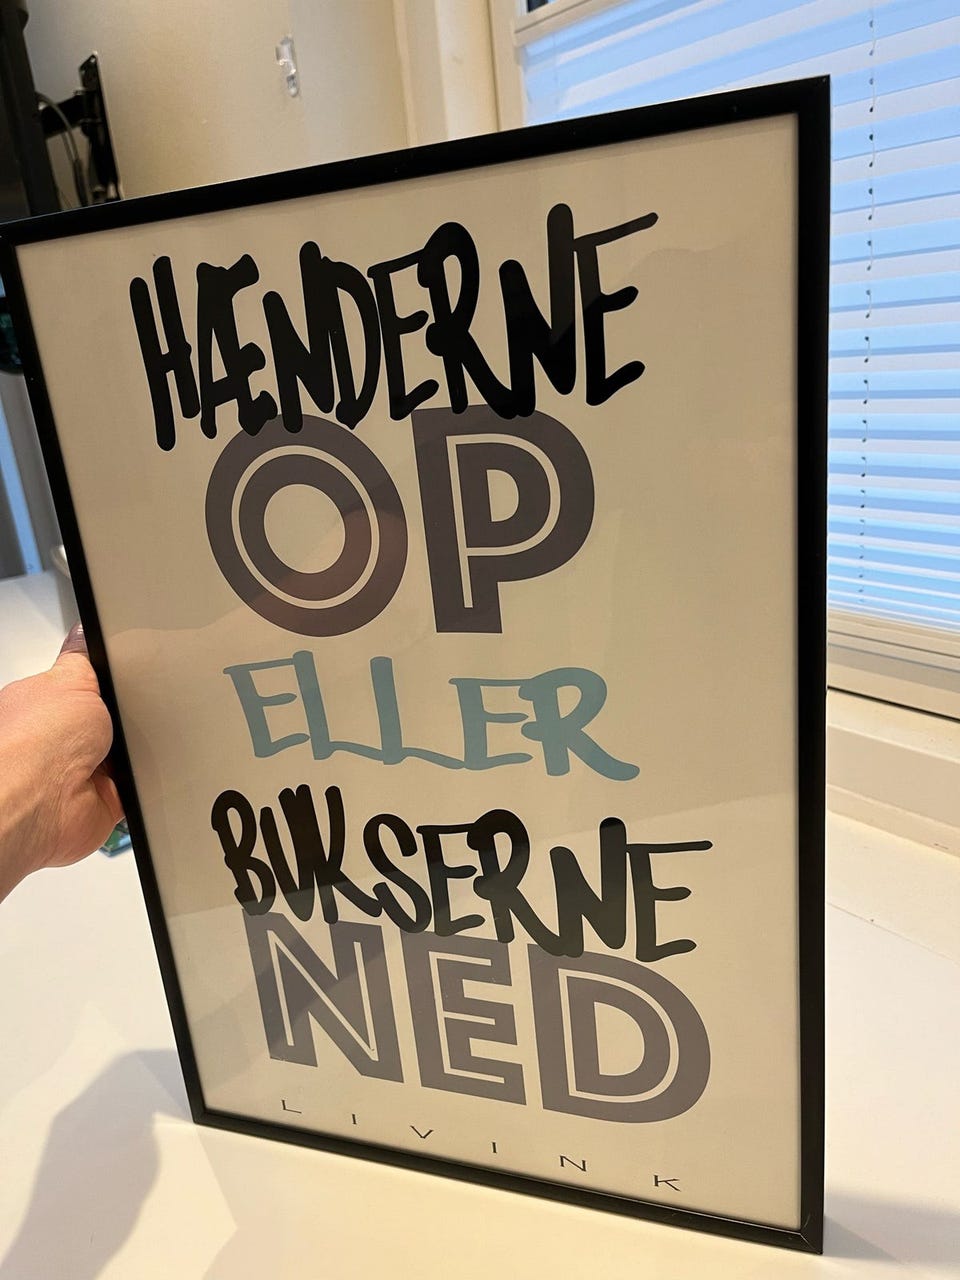 HÆNDERNE
OP
ELLER
BUKSERNE
NED
LIVINK